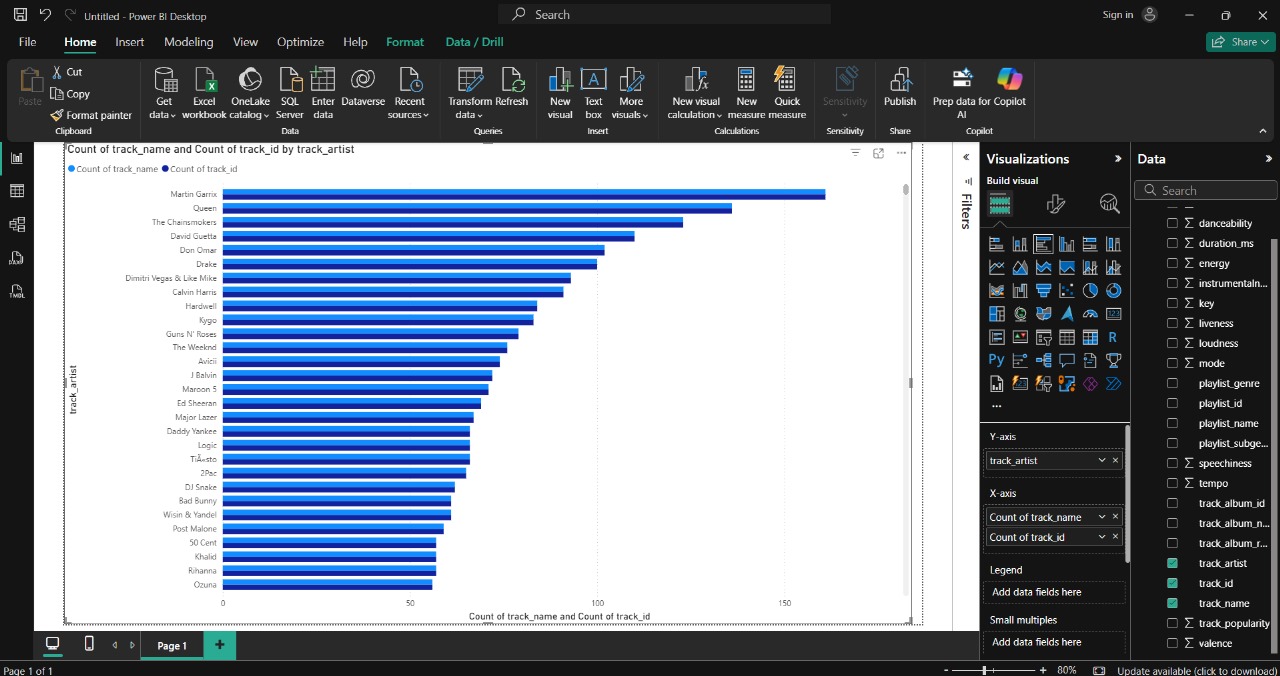 Untitled - Power BI Desktop
Search
Sign in
File Home Insert Modeling View Optimize Help Format Data / Drill
Share
Paste
Cut
Copy
Format painter
Clipboard
Get data
Excel workbook
OneLake catalog
SQL Server
Enter data
Dataverse
Recent sources
Data
Transform data
Refresh
Queries
New visual
Text box
More visuals
Insert
New visual calculation
New measure
Quick measure
Calculations
Sensitivity
Sensitivity
Publish
Share
Prep data for AI
Copilot
Copilot
Count of track_name and Count of track_id by track_artist
Count of track_name Count of track_id
track_artist
Martin Garrix
Queen
The Chainsmokers
David Guetta
Don Omar
Drake
Dimitri Vegas & Like Mike
Calvin Harris
Hardwell
Kygo
Guns N' Roses
The Weeknd
Avicii
J Balvin
Maroon 5
Ed Sheeran
Major Lazer
Daddy Yankee
Logic
TiÃ«sto
2Pac
DJ Snake
Bad Bunny
Wisin & Yandel
Post Malone
50 Cent
Khalid
Rihanna
Ozuna
0 50 100 150
Count of track_name and Count of track_id
Filters
Visualizations
Build visual
Y-axis
track_artist
X-axis
Count of track_name
Count of track_id
Legend
Add data fields here
Small multiples
Add data fields here
Data
Search
danceability
duration_ms
energy
instrumentaln...
key
liveness
loudness
mode
playlist_genre
playlist_id
playlist_name
playlist_subge...
speechiness
tempo
track_album_id
track_album_n...
track_album_r...
track_artist
track_id
track_name
track_popularity
valence
Page 1
Page 1 of 1
80%
Update available (click to download)